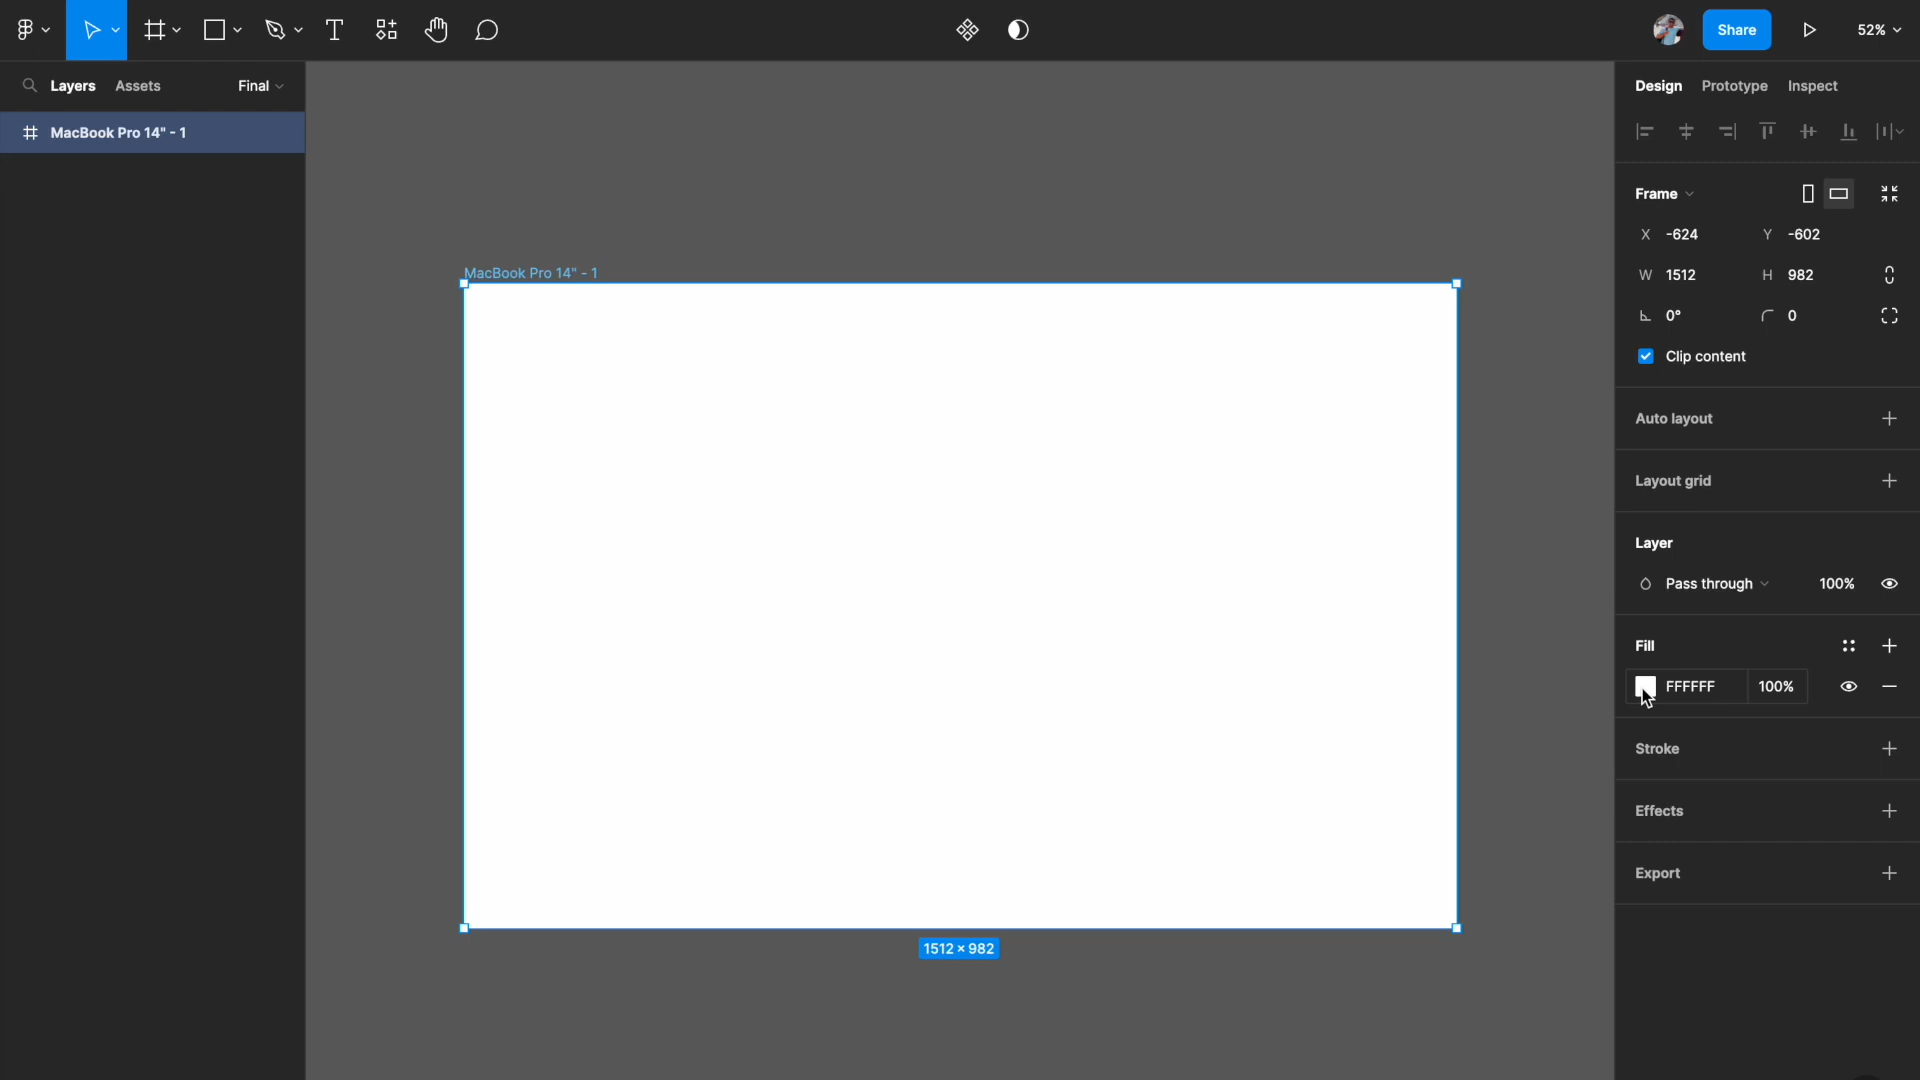 Share
52%
Layers Assets Final
MacBook Pro 14" - 1
MacBook Pro 14" - 1
1512 × 982
Design Prototype Inspect
Frame
X -624 Y -602
W 1512 H 982
0° 0
Clip content
Auto layout
Layout grid
Layer
Pass through 100%
Fill
FFFFFF 100%
Stroke
Effects
Export